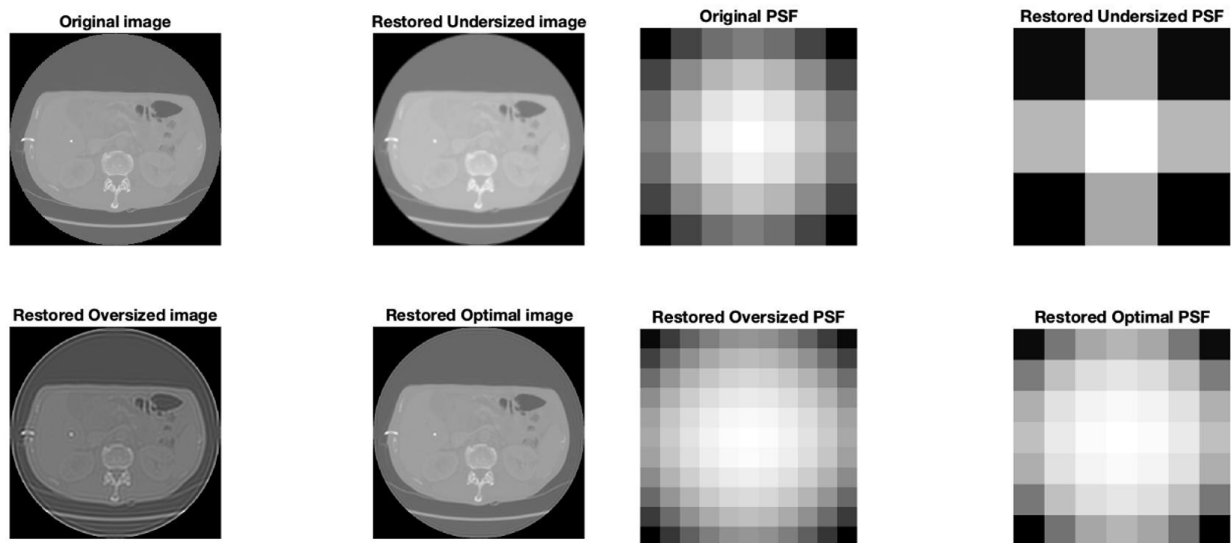 Original image
Restored Undersized image
Original PSF
Restored Undersized PSF
Restored Oversized image
Restored Optimal image
Restored Oversized PSF
Restored Optimal PSF